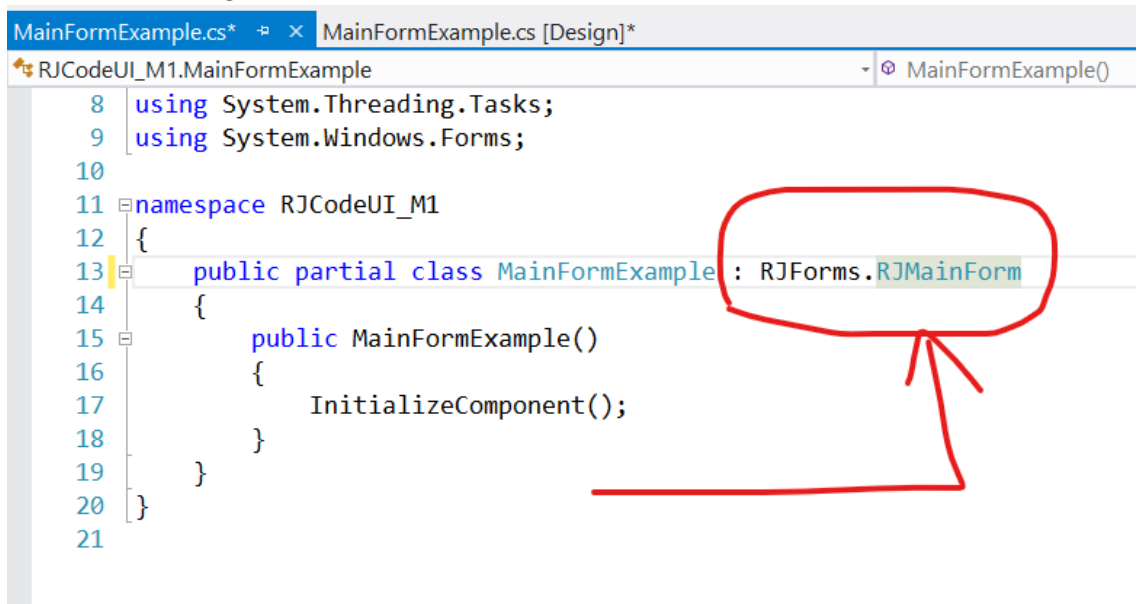 MainFormExample.cs* MainFormExample.cs [Design]*
RJCodeUI_M1.MainFormExample MainFormExample()
8 using System.Threading.Tasks;
9 using System.Windows.Forms;
10
11 namespace RJCodeUI_M1
12 {
13 public partial class MainFormExample : RJForms.RJMainForm
14 {
15 public MainFormExample()
16 {
17 InitializeComponent();
18 }
19 }
20 }
21